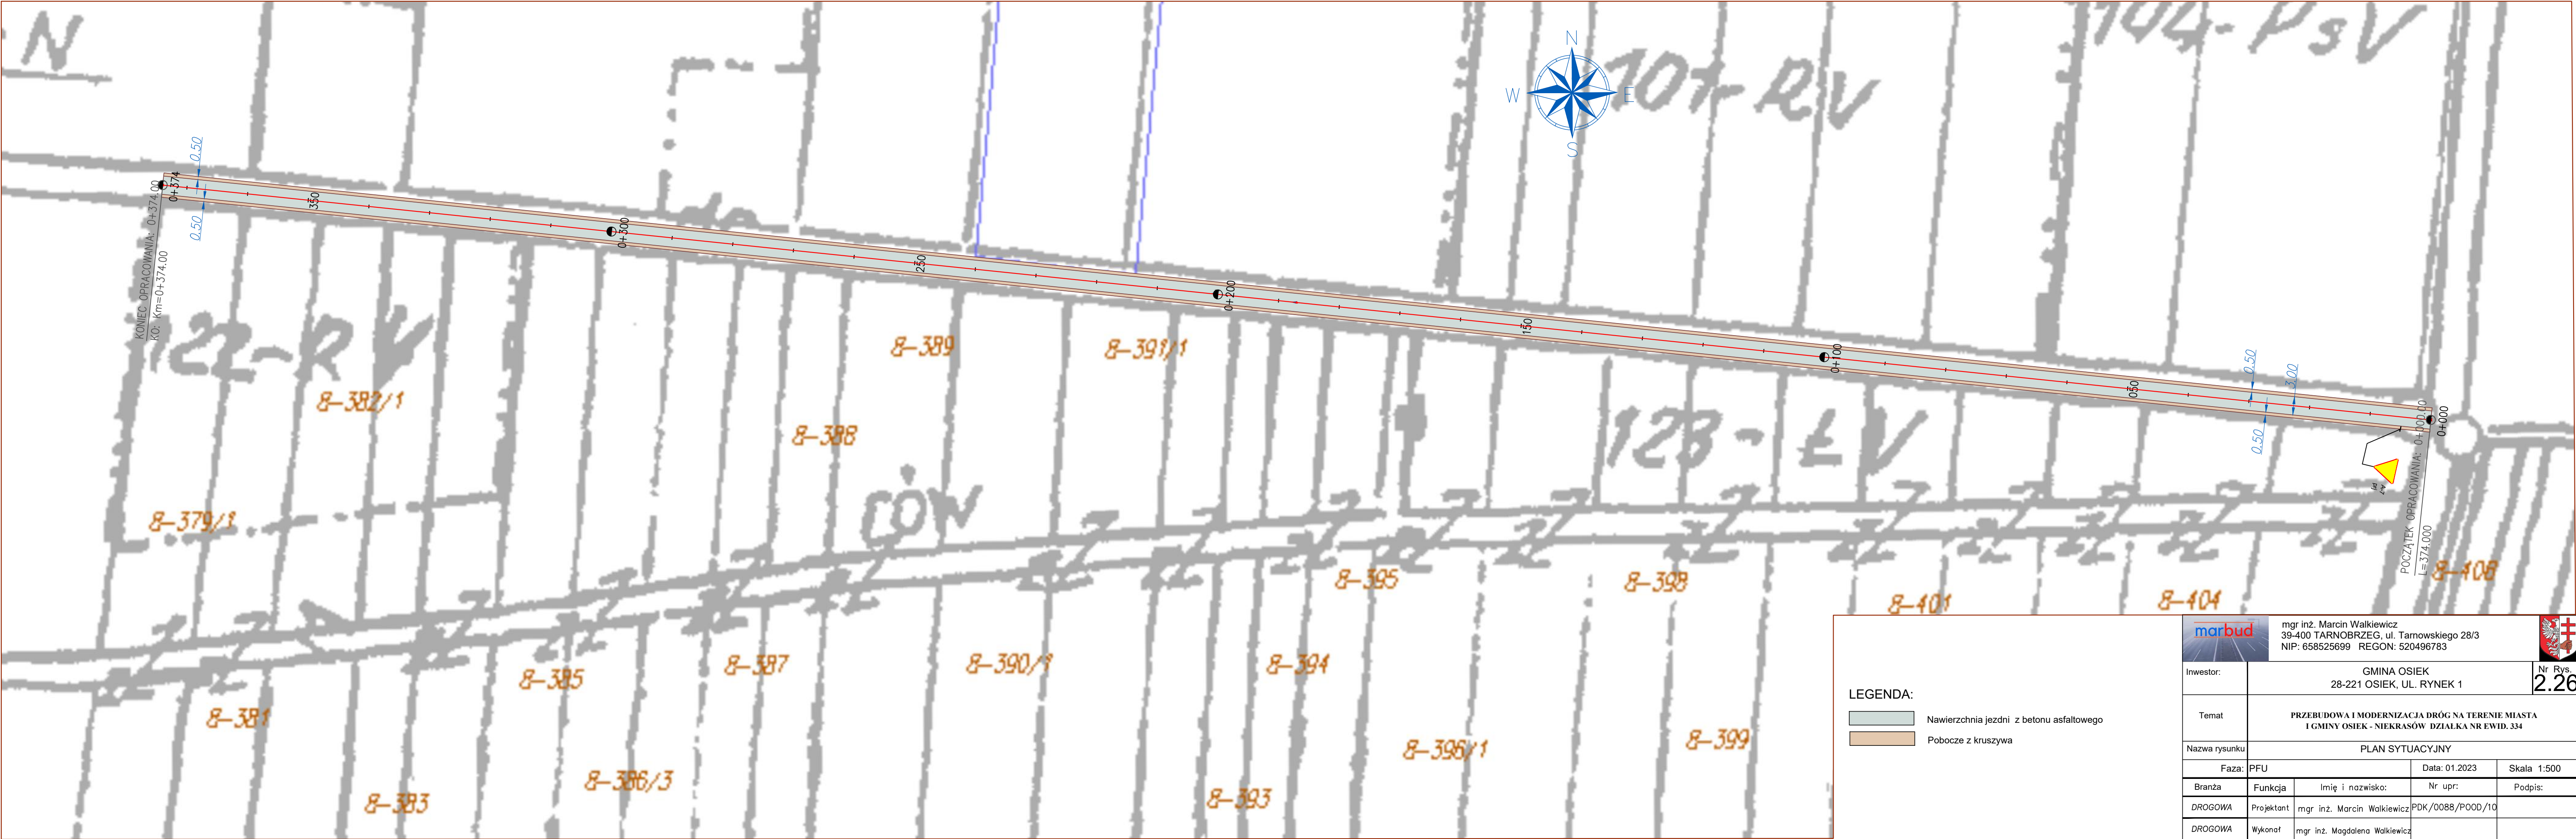 N
N
W
E
S
101-RV
104-PsV
0.50
0.50
0+374
KONIEC OPRACOWANIA: 0+374.00
KO: Km=0+374.00
350
0+300
250
0+200
150
0+100
050
0.50
3.00
0.50
0+000
POCZĄTEK OPRACOWANIA: 0+000.00
L=374.000
A-7
122-RV
123-ŁV
rów
8-382/1
8-379/1
8-388
8-389
8-391/1
8-395
8-398
8-401
8-404
8-408
8-381
8-383
8-385
8-386/3
8-387
8-390/1
8-394
8-393
8-396/1
8-399
LEGENDA:
Nawierzchnia jezdni z betonu asfaltowego
Pobocze z kruszywa
marbud
mgr inż. Marcin Walkiewicz
39-400 TARNOBRZEG, ul. Tarnowskiego 28/3
NIP: 658525699 REGON: 520496783
Inwestor:
GMINA OSIEK
28-221 OSIEK, UL. RYNEK 1
Nr Rys.
2.26
Temat
PRZEBUDOWA I MODERNIZACJA DRÓG NA TERENIE MIASTA
I GMINY OSIEK - NIEKRASÓW DZIAŁKA NR EWID. 334
Nazwa rysunku
PLAN SYTUACYJNY
Faza: PFU
Data: 01.2023
Skala 1:500
Branża Funkcja Imię i nazwisko: Nr upr: Podpis:
DROGOWA Projektant mgr inż. Marcin Walkiewicz PDK/0088/POOD/10
DROGOWA Wykonał mgr inż. Magdalena Walkiewicz